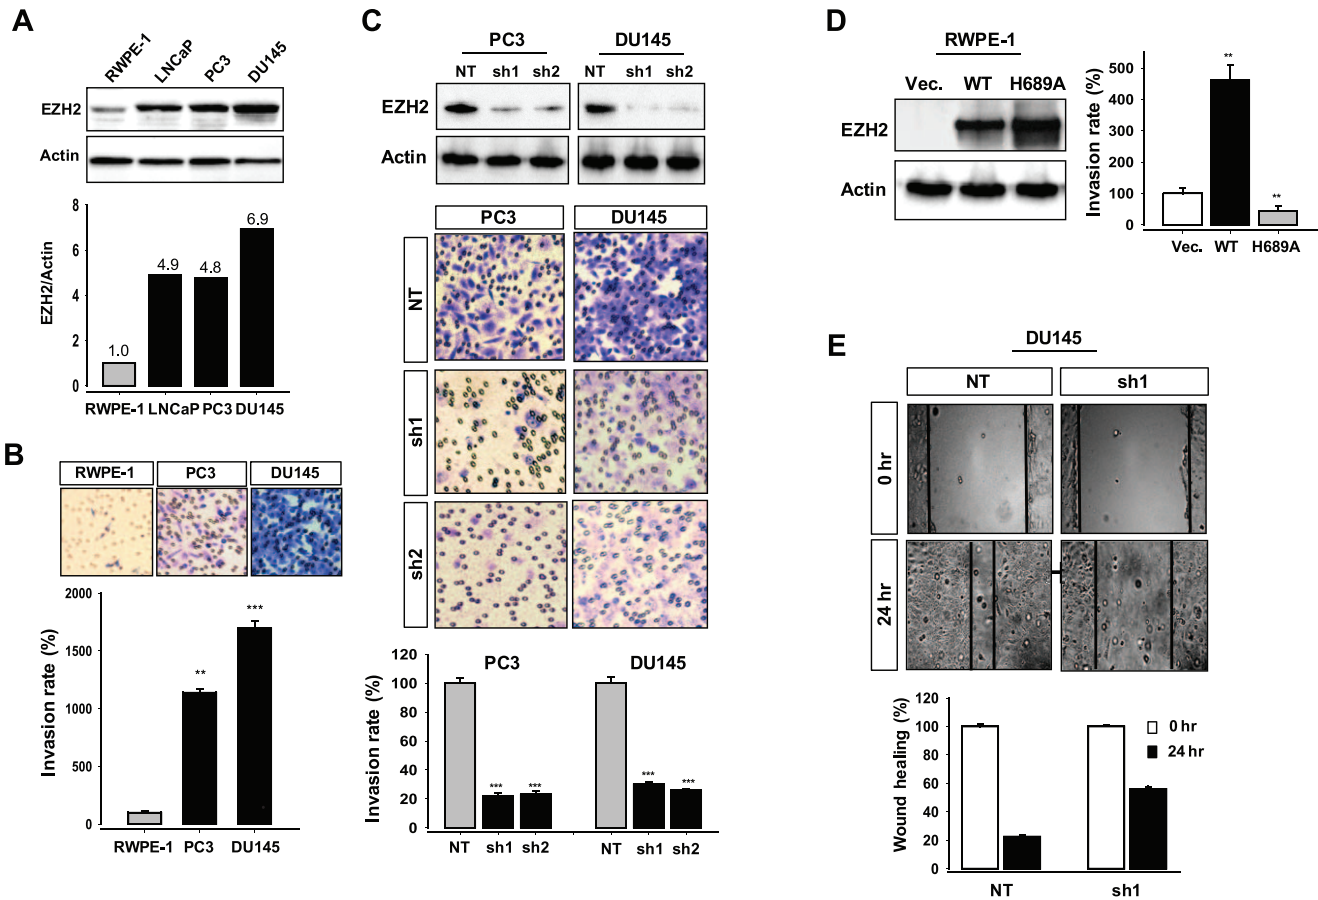 A
RWPE-1 LNCaP PC3 DU145
EZH2
Actin
EZH2/Actin
8
6
4
2
0
1.0
4.9
4.8
6.9
RWPE-1 LNCaP PC3 DU145
B
RWPE-1 PC3 DU145
Invasion rate (%)
2000
1500
1000
500
0
**
***
RWPE-1 PC3 DU145
C
PC3 DU145
NT sh1 sh2 NT sh1 sh2
EZH2
Actin
PC3 DU145
NT
sh1
sh2
Invasion rate (%)
120
100
80
60
40
20
0
PC3 DU145
*** *** *** ***
NT sh1 sh2 NT sh1 sh2
D
RWPE-1
Vec. WT H689A
EZH2
Actin
Invasion rate (%)
500
400
300
200
100
0
**
**
Vec. WT H689A
E
DU145
NT sh1
0 hr
24 hr
Wound healing (%)
120
100
80
60
40
20
0
0 hr
24 hr
NT sh1